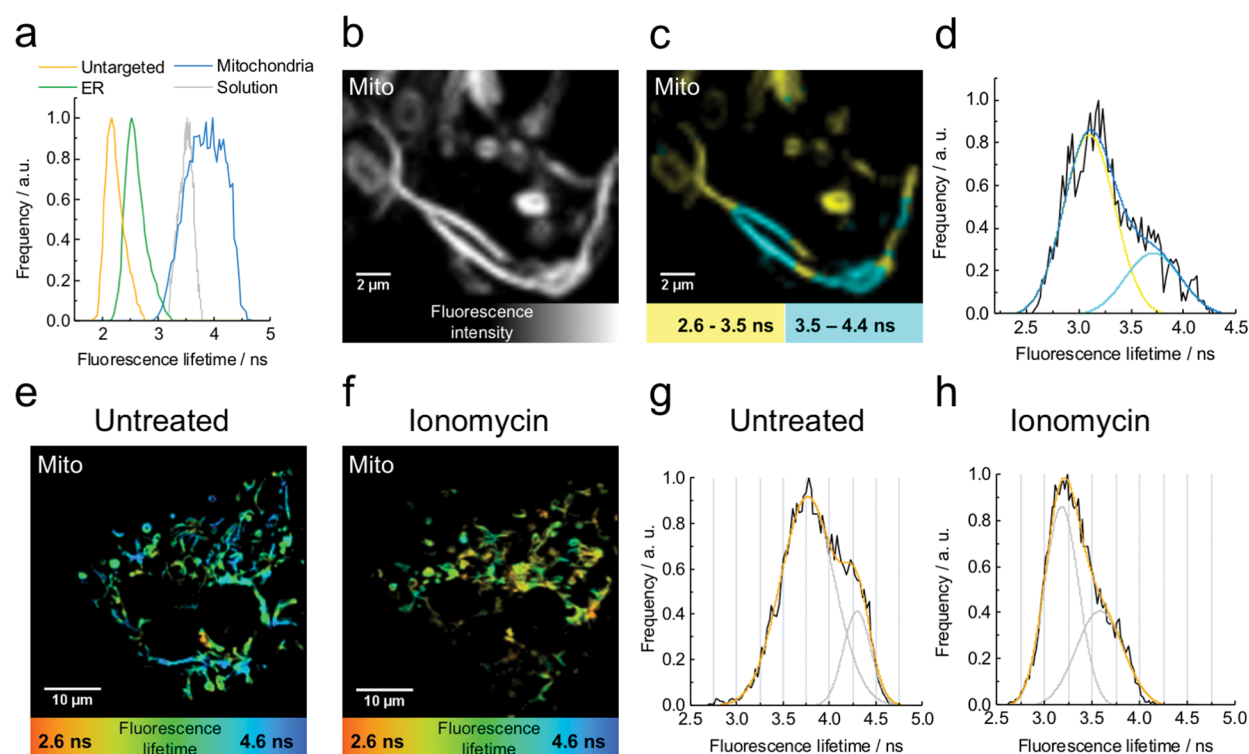 a
Untargeted
Mitochondria
ER
Solution
1.0
0.8
0.6
0.4
0.2
0.0
Frequency / a.u.
2
3
4
5
Fluorescence lifetime / ns
b
Mito
2 µm
Fluorescence
intensity
c
Mito
2 µm
2.6 - 3.5 ns
3.5 – 4.4 ns
d
1.0
0.8
0.6
0.4
0.2
0.0
Frequency / a. u.
2.5
3.0
3.5
4.0
4.5
Fluorescence lifetime / ns
e
Untreated
Mito
10 µm
2.6 ns
Fluorescence
lifetime
4.6 ns
f
Ionomycin
Mito
10 µm
2.6 ns
Fluorescence
lifetime
4.6 ns
g
Untreated
1.0
0.8
0.6
0.4
0.2
0.0
Frequency / a. u.
2.5
3.0
3.5
4.0
4.5
5.0
Fluorescence lifetime / ns
h
Ionomycin
1.0
0.8
0.6
0.4
0.2
0.0
Frequency / a. u.
2.5
3.0
3.5
4.0
4.5
5.0
Fluorescence lifetime / ns